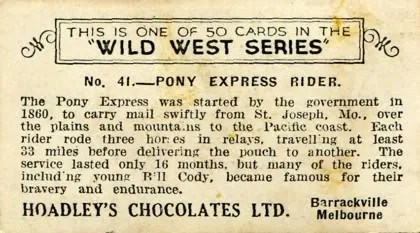 THIS IS ONE OF 50 CARDS IN THE
"WILD WEST SERIES"
No. 41.—PONY EXPRESS RIDER.
The Pony Express was started by the government in
1860, to carry mail swiftly from St. Joseph, Mo., over
the plains and mountains to the Pacific coast. Each
rider rode three horses in relays, travelling at least
33 miles before delivering the pouch to another. The
service lasted only 16 months, but many of the riders,
including young Bill Cody, became famous for their
bravery and endurance.
HOADLEY'S CHOCOLATES LTD. Barrackville
Melbourne